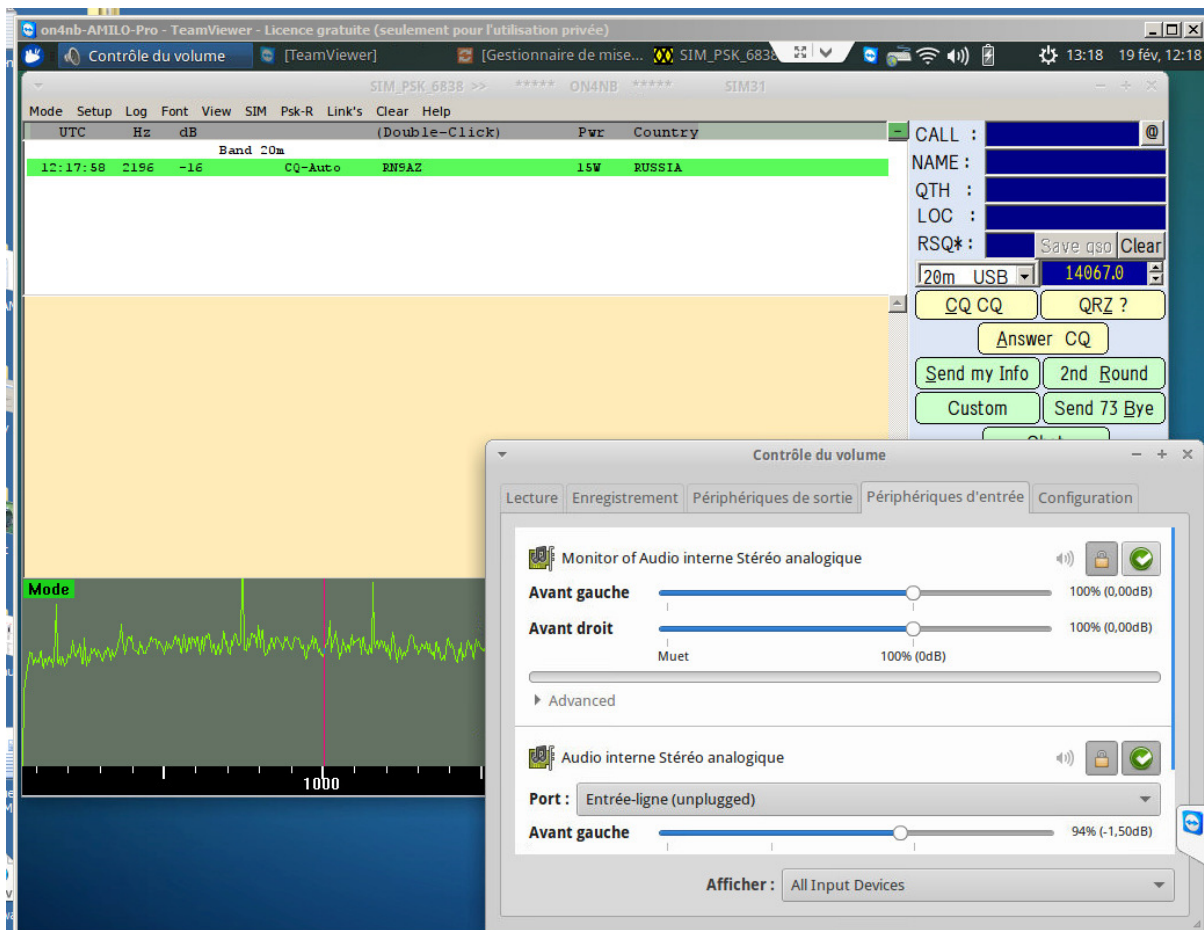 on4nb-AMILO-Pro - TeamViewer - Licence gratuite (seulement pour l'utilisation privée)
Contrôle du volume [TeamViewer] [Gestionnaire de mise... SIM_PSK_6838 13:18 19 fév, 12:18
SIM_PSK_6838 >> ***** ON4NB ***** SIM31
Mode Setup Log Font View SIM Psk-R Link's Clear Help
UTC Hz dB (Double-Click) Pwr Country
Band 20m
12:17:58 2196 -16 CQ-Auto RN9AZ 15W RUSSIA
CALL : @
NAME :
QTH :
LOC :
RSQ* : Save qso Clear
20m USB 14067.0
CQ CQ QRZ ?
Answer CQ
Send my Info 2nd Round
Custom Send 73 Bye
Contrôle du volume
Lecture Enregistrement Périphériques de sortie Périphériques d'entrée Configuration
Monitor of Audio interne Stéréo analogique
Avant gauche 100% (0,00dB)
Avant droit 100% (0,00dB)
Muet 100% (0dB)
Advanced
Audio interne Stéréo analogique
Port : Entrée-ligne (unplugged)
Avant gauche 94% (-1,50dB)
Afficher : All Input Devices
Mode
1000